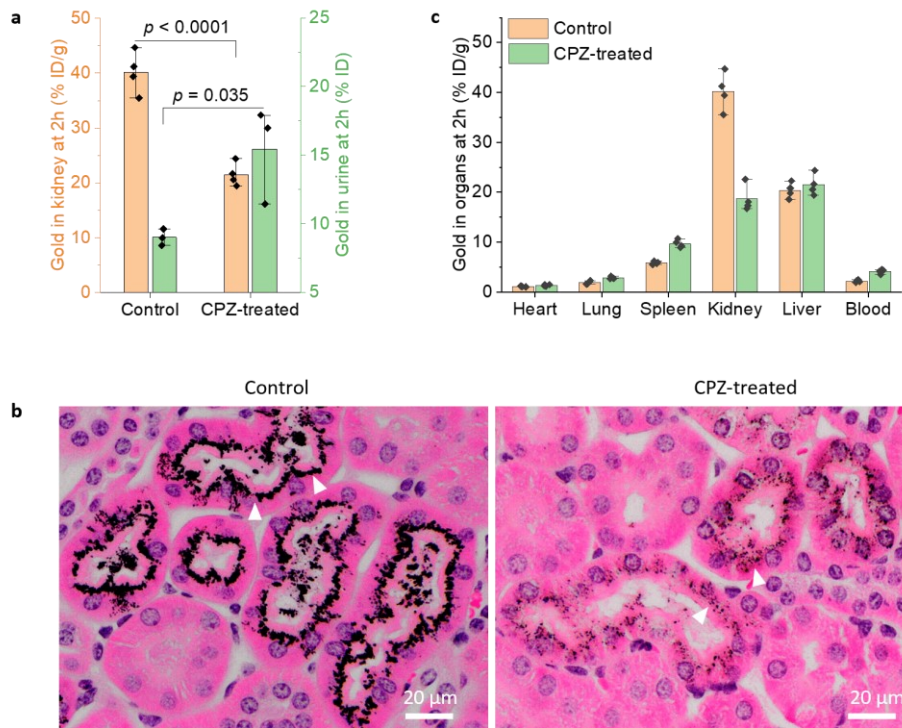 a
Gold in kidney at 2h (% ID/g)
50
40
30
20
10
0
p < 0.0001
p = 0.035
25
20
15
10
5
Gold in urine at 2h (% ID)
Control
CPZ-treated
c
Control
CPZ-treated
Gold in organs at 2h (% ID/g)
50
40
30
20
10
0
Heart
Lung
Spleen
Kidney
Liver
Blood
b
Control
CPZ-treated
20 μm
20 μm